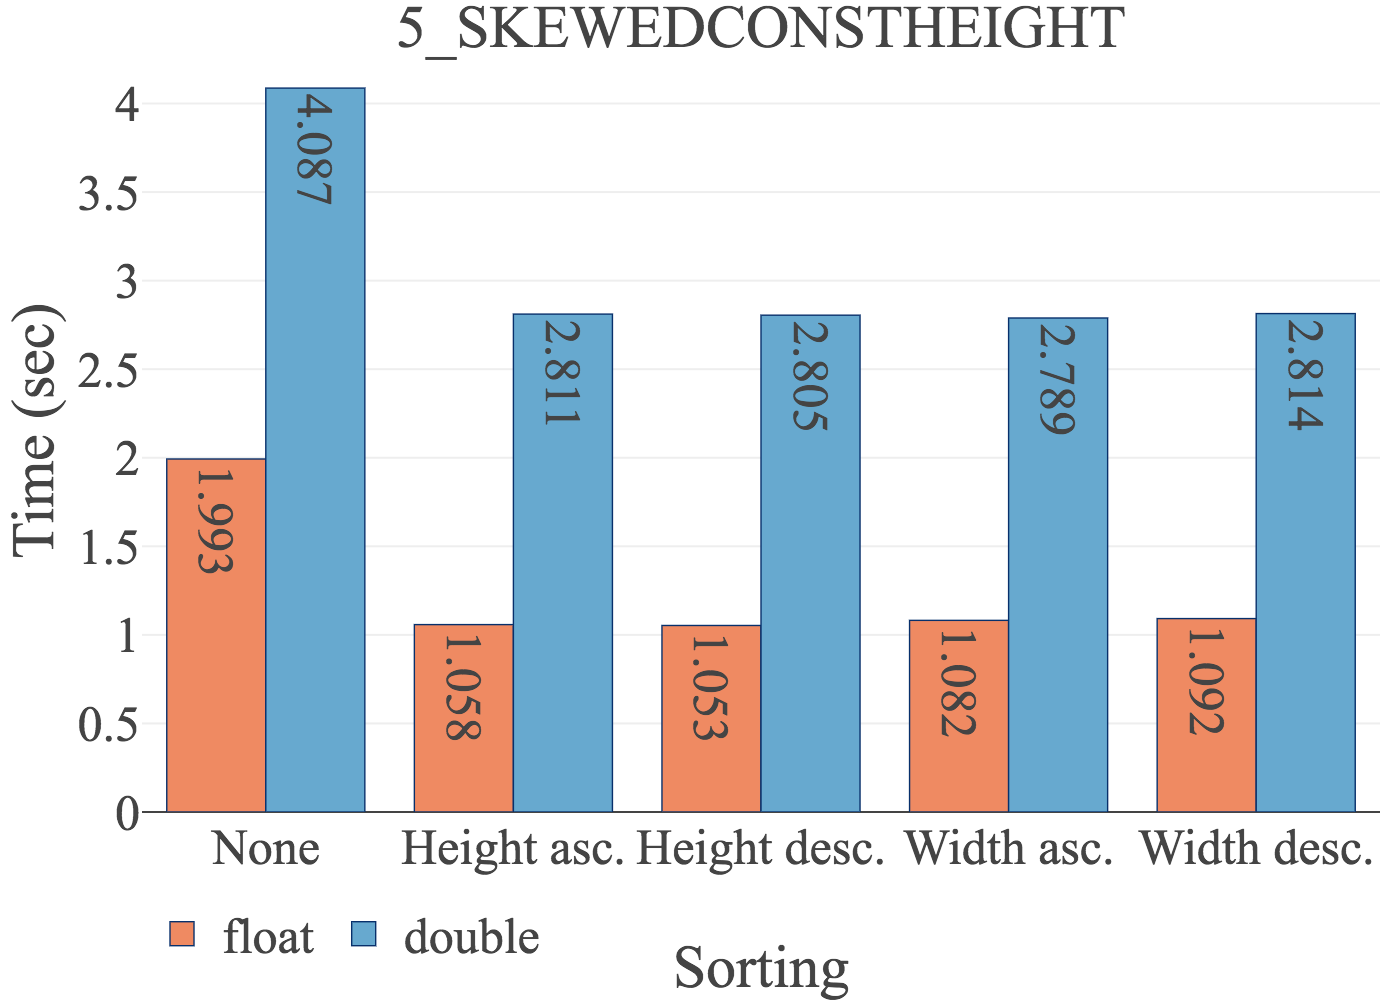 5_SKEWEDCONSTHEIGHT
Time (sec)
4
3.5
3
2.5
2
1.5
1
0.5
0
1.993
4.087
1.058
2.811
1.053
2.805
1.082
2.789
1.092
2.814
None
Height asc.
Height desc.
Width asc.
Width desc.
float
double
Sorting